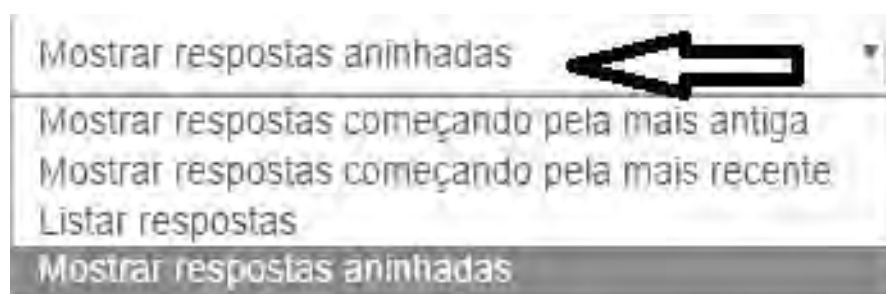 Mostrar respostas aninhadas
Mostrar respostas começando pela mais antiga
Mostrar respostas começando pela mais recente
Listar respostas
Mostrar respostas aninhadas